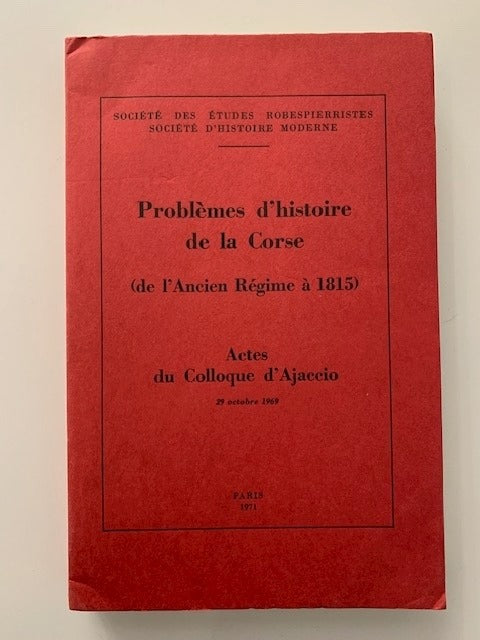 SOCIÉTÉ DES ÉTUDES ROBESPIERRISTES
SOCIÉTÉ D'HISTOIRE MODERNE
Problèmes d'histoire
de la Corse
(de l'Ancien Régime à 1815)
Actes
du Colloque d'Ajaccio
29 octobre 1969
PARIS
1971